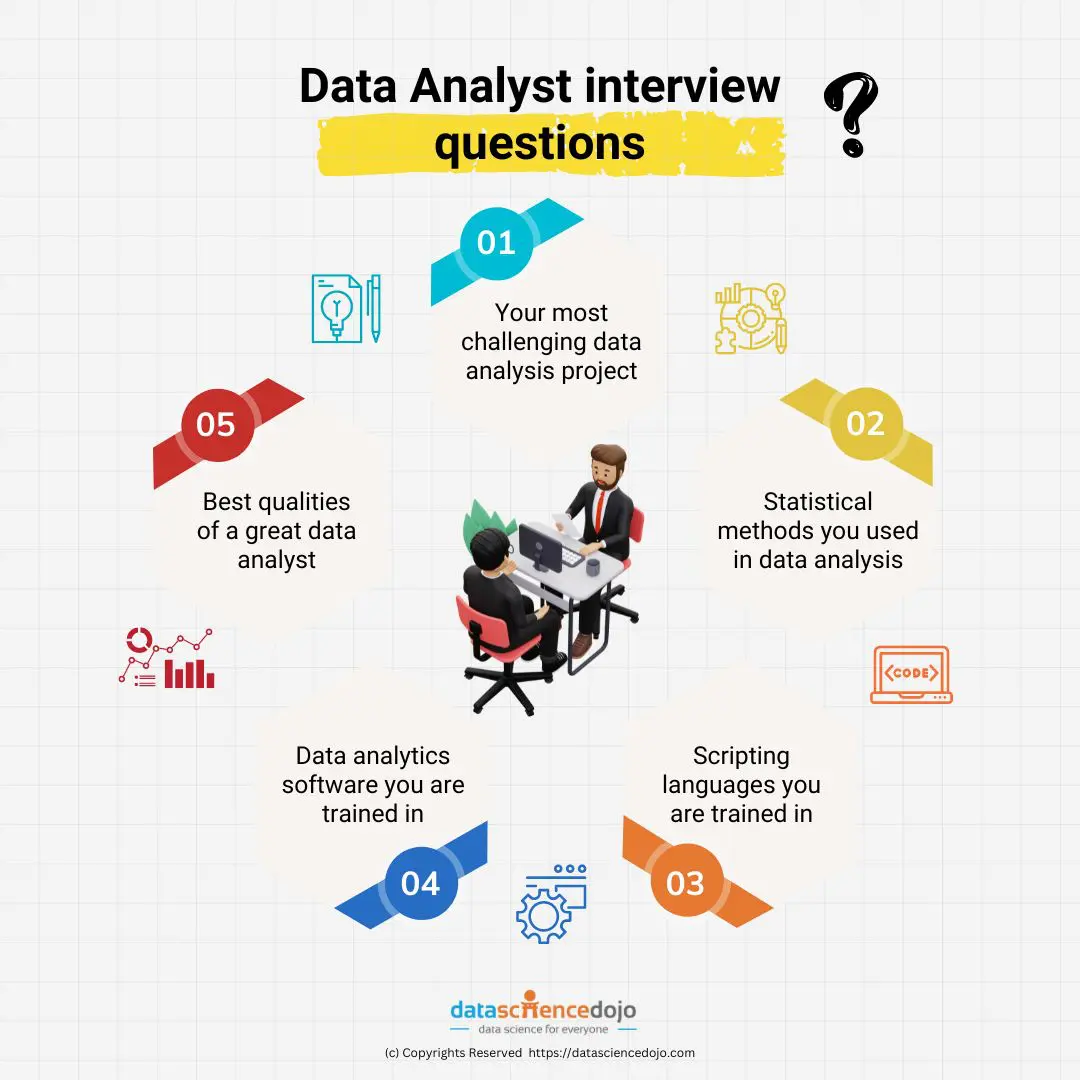 Data Analyst interview
questions
?
01
Your most
challenging data
analysis project
02
Statistical
methods you used
in data analysis
03
Scripting
languages you
are trained in
04
Data analytics
software you are
trained in
05
Best qualities
of a great data
analyst
<CODE>
datasciencedojo
data science for everyone
(c) Copyrights Reserved https://datasciencedojo.com